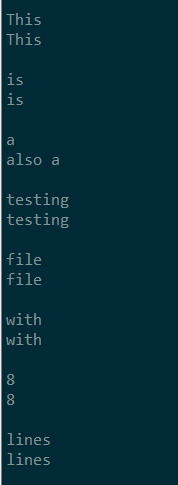 This
This
is
is
a
also a
testing
testing
file
file
with
with
8
8
lines
lines